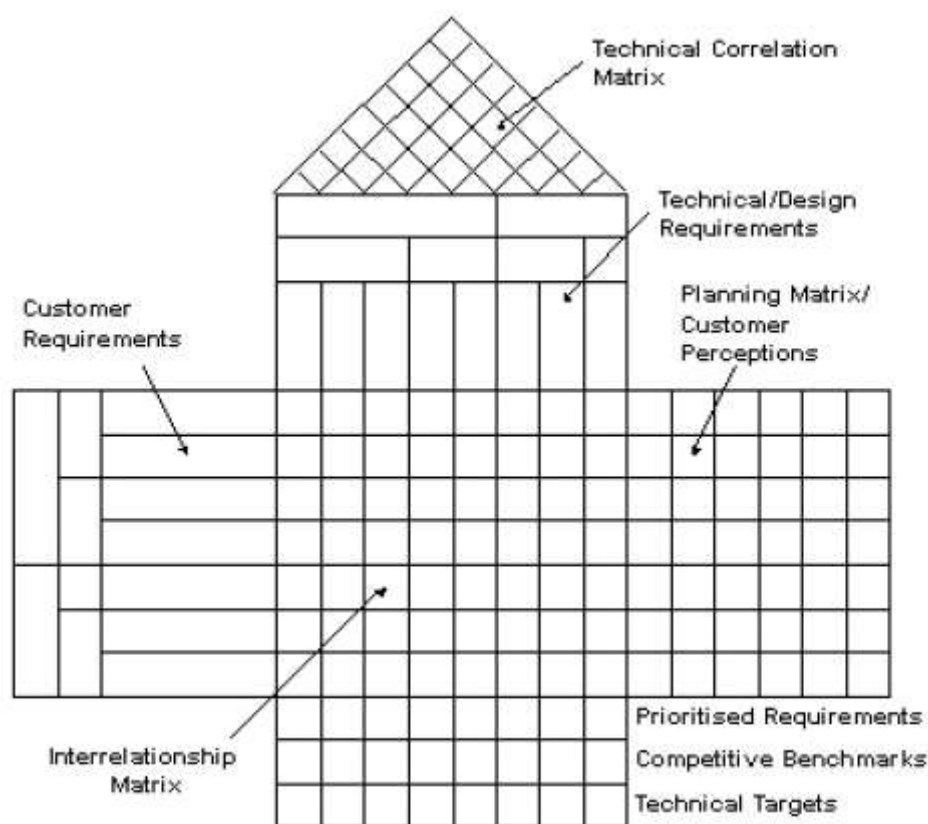 Technical Correlation
Matrix
Technical/Design
Requirements
Planning Matrix/
Customer
Perceptions
Customer
Requirements
Interrelationship
Matrix
Prioritised Requirements
Competitive Benchmarks
Technical Targets